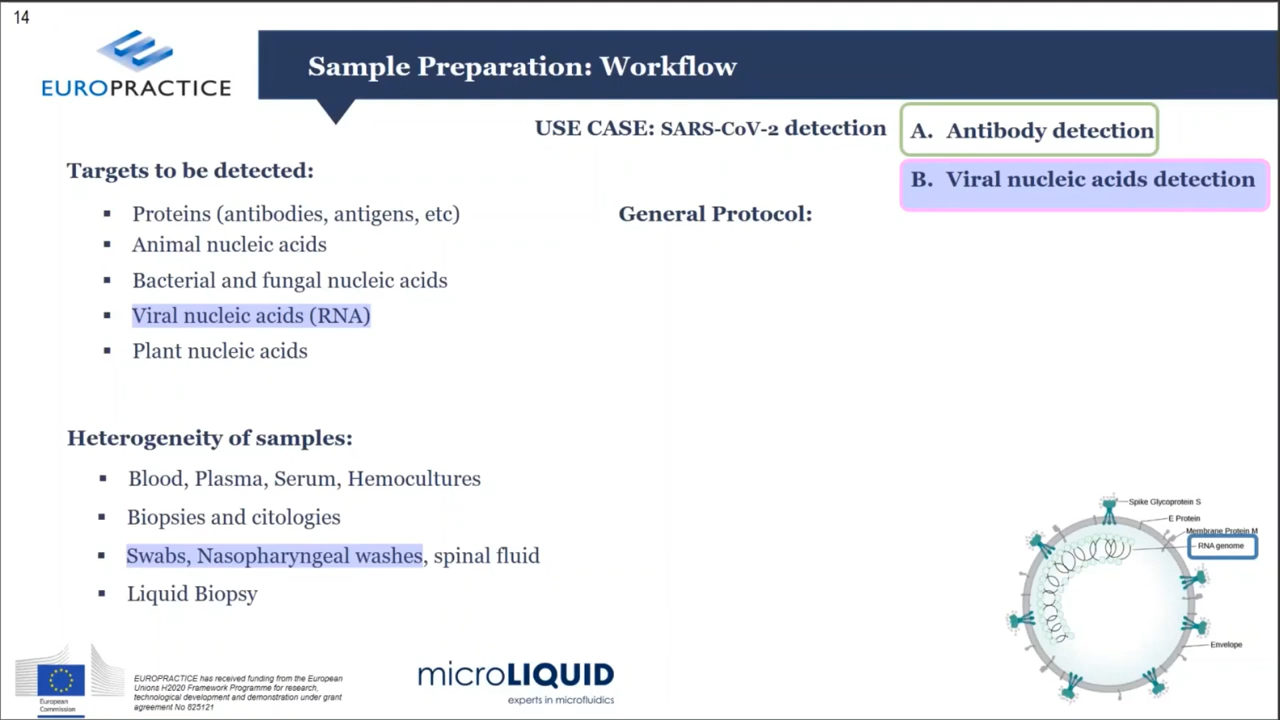 14
EUROPRACTICE
Sample Preparation: Workflow
USE CASE: SARS-CoV-2 detection
A. Antibody detection
B. Viral nucleic acids detection
Targets to be detected:
▪ Proteins (antibodies, antigens, etc)
▪ Animal nucleic acids
▪ Bacterial and fungal nucleic acids
▪ Viral nucleic acids (RNA)
▪ Plant nucleic acids
General Protocol:
Heterogeneity of samples:
▪ Blood, Plasma, Serum, Hemocultures
▪ Biopsies and citologies
▪ Swabs, Nasopharyngeal washes, spinal fluid
▪ Liquid Biopsy
Spike Glycoprotein S
E Protein
Membrane Protein M
RNA genome
Envelope
European
Commission
EUROPRACTICE has received funding from the European
Unions H2020 Framework Programme for research,
technological development and demonstration under grant
agreement No 825121
microLIQUID
experts in microfluidics